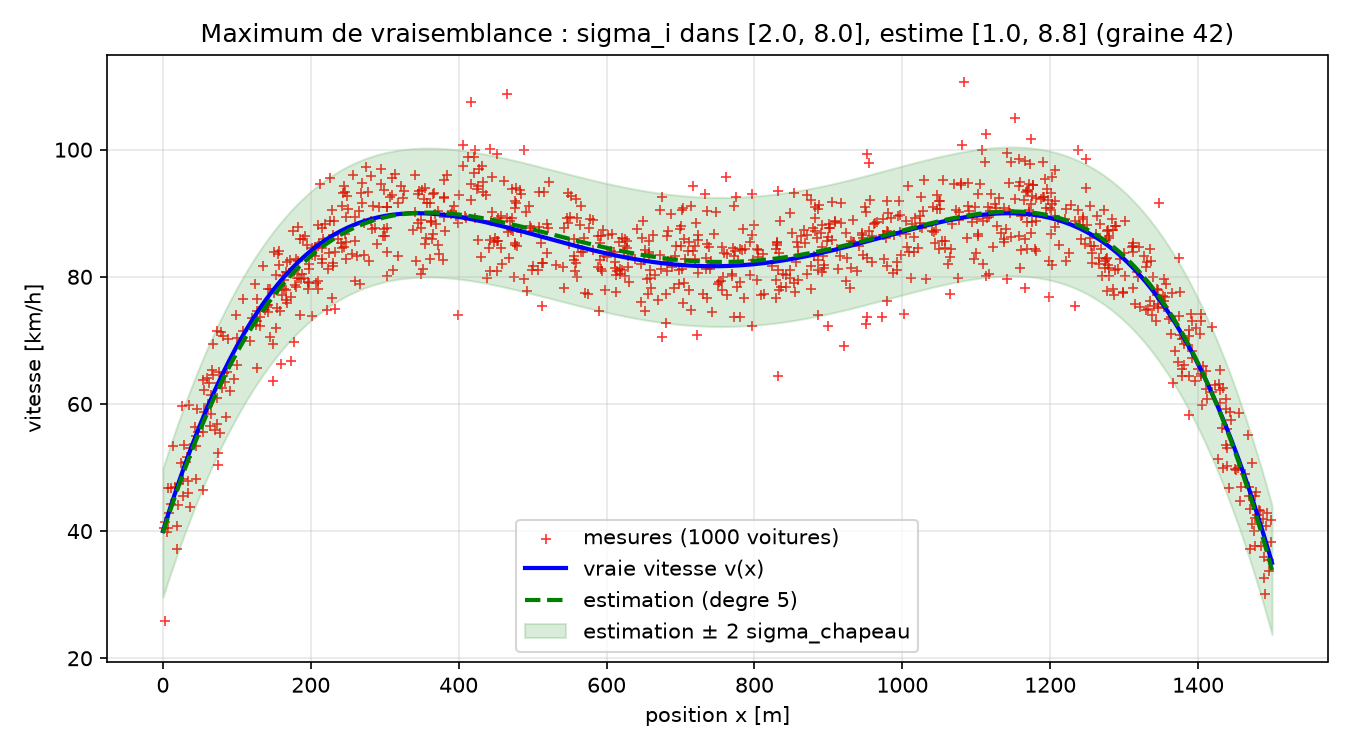 Maximum de vraisemblance : sigma_i dans [2.0, 8.0], estime [1.0, 8.8] (graine 42)
vitesse [km/h]
100
80
60
40
20
mesures (1000 voitures)
vraie vitesse v(x)
estimation (degre 5)
estimation ± 2 sigma_chapeau
0 200 400 600 800 1000 1200 1400
position x [m]